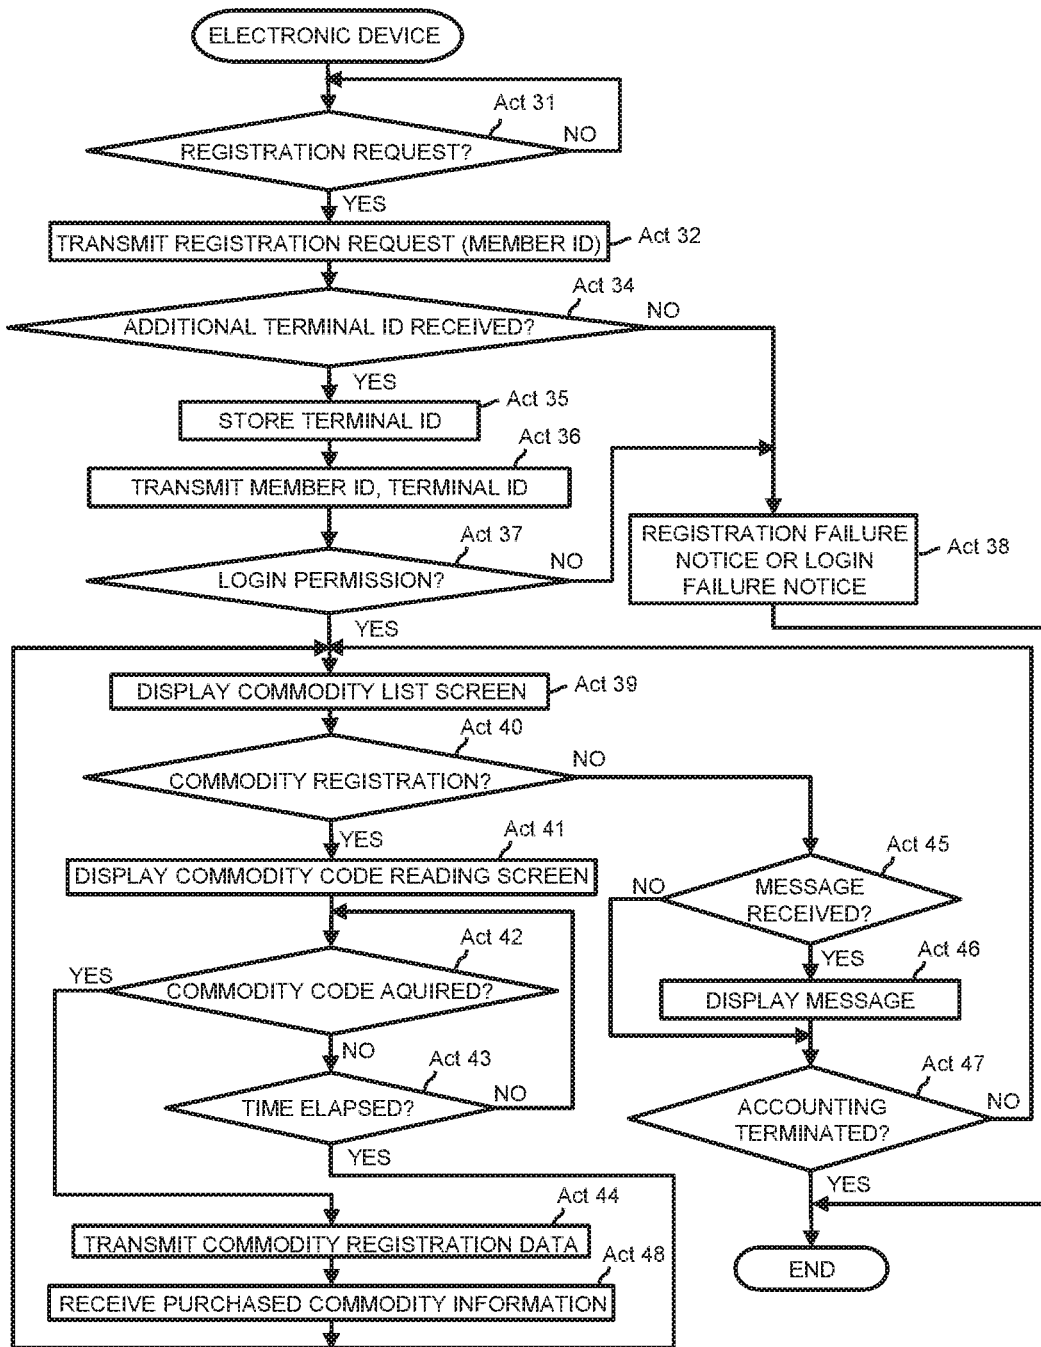 ELECTRONIC DEVICE
Act 31
REGISTRATION REQUEST?
NO
YES
TRANSMIT REGISTRATION REQUEST (MEMBER ID)
Act 32
Act 34
ADDITIONAL TERMINAL ID RECEIVED?
NO
YES
STORE TERMINAL ID
Act 35
Act 36
TRANSMIT MEMBER ID, TERMINAL ID
Act 37
LOGIN PERMISSION?
NO
YES
REGISTRATION FAILURE
NOTICE OR LOGIN
FAILURE NOTICE
Act 38
DISPLAY COMMODITY LIST SCREEN
Act 39
Act 40
COMMODITY REGISTRATION?
NO
YES
Act 41
DISPLAY COMMODITY CODE READING SCREEN
Act 42
YES
COMMODITY CODE AQUIRED?
NO
Act 43
TIME ELAPSED?
NO
YES
Act 44
TRANSMIT COMMODITY REGISTRATION DATA
Act 48
RECEIVE PURCHASED COMMODITY INFORMATION
Act 45
NO
MESSAGE
RECEIVED?
YES
Act 46
DISPLAY MESSAGE
Act 47
ACCOUNTING
TERMINATED?
NO
YES
END